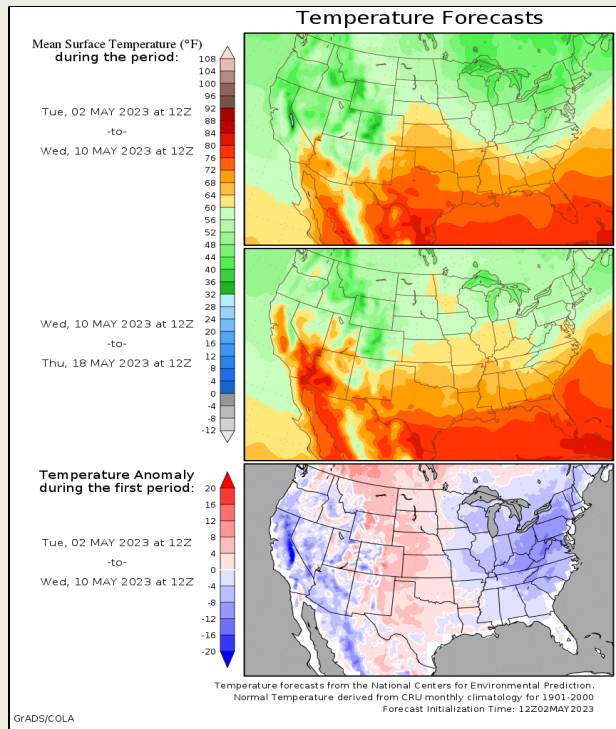 Temperature Forecasts
Mean Surface Temperature (°F)
during the period:
108
104
100
96
92
88
84
80
76
72
68
64
60
56
52
48
44
40
36
32
28
24
20
16
12
8
4
0
-4
-8
-12
Tue, 02 MAY 2023 at 12Z
-to-
Wed, 10 MAY 2023 at 12Z
Wed, 10 MAY 2023 at 12Z
-to-
Thu, 18 MAY 2023 at 12Z
Temperature Anomaly
during the first period:
20
16
12
8
4
0
-4
-8
-12
-16
-20
Tue, 02 MAY 2023 at 12Z
-to-
Wed, 10 MAY 2023 at 12Z
Temperature forecasts from the National Centers for Environmental Prediction.
Normal Temperature derived from CRU monthly climatology for 1901-2000
Forecast Initialization Time: 12Z02MAY2023
GrADS/COLA